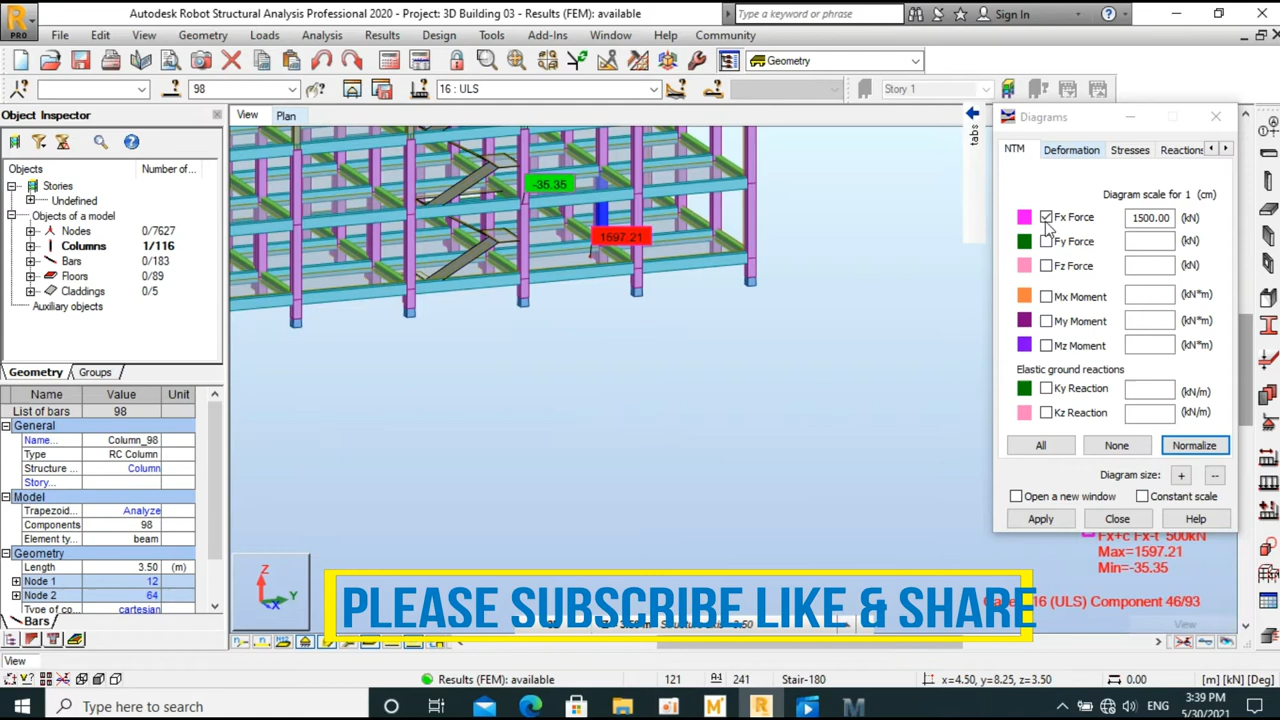 Autodesk Robot Structural Analysis Professional 2020 - Project: 3D Building 03 - Results (FEM): available
Type a keyword or phrase
Sign In
PRO
File Edit View Geometry Loads Analysis Results Design Tools Add-Ins Window Help Community
Geometry
98
16 : ULS
Story 1
Object Inspector
View Plan
tabs
Diagrams
Objects Number of...
Stories
Undefined
Objects of a model
Nodes 0/7627
Columns 1/116
Bars 0/183
Floors 0/89
Claddings 0/5
Auxiliary objects
Geometry Groups
Name Value Unit
List of bars 98
General
Name... Column_98
Type RC Column
Structure ... Column
Story...
Model
Trapezoid... Analyze
Components 98
Element ty... beam
Geometry
Length 3.50 (m)
Node 1 12
Node 2 64
Type of co... cartesian
Bars
-35.35
1597.21
NTM Deformation Stresses Reactions
Diagram scale for 1 (cm)
Fx Force 1500.00 (kN)
Fy Force (kN)
Fz Force (kN)
Mx Moment (kN*m)
My Moment (kN*m)
Mz Moment (kN*m)
Elastic ground reactions
Ky Reaction (kN/m)
Kz Reaction (kN/m)
All None Normalize
Diagram size: + --
Open a new window Constant scale
Apply Close Help
Fx+c Fx-t 500kN
Max=1597.21
Min=-35.35
16 (ULS) Component 46/93
Z
Y
X
PLEASE SUBSCRIBE LIKE & SHARE
View
View
Results (FEM): available 121 241 Stair-180 x=4.50, y=8.25, z=3.50 0.00 [m] [kN] [Deg]
Type here to search
ENG
3:39 PM
5/30/2021